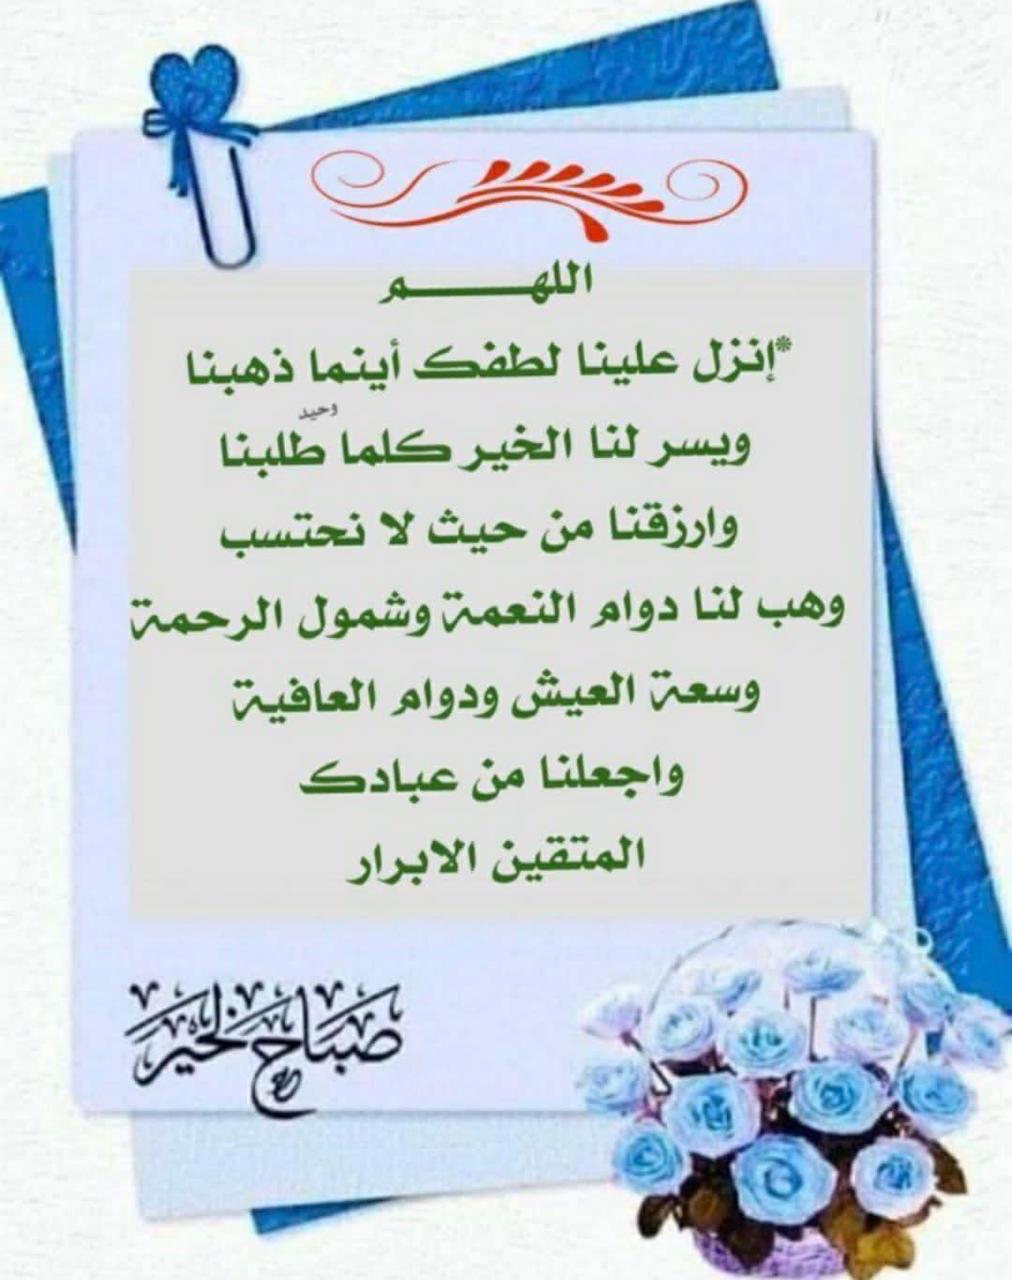 اللهـــــــــم
*إنزل علينا لطفك أينما ذهبنا
وحيد
ويسر لنا الخير كلما طلبنا
وارزقنا من حيث لا نحتسب
وهب لنا دوام النعمة وشمول الرحمة
وسعة العيش ودوام العافية
واجعلنا من عبادك
المتقين الابرار
صباح الخير